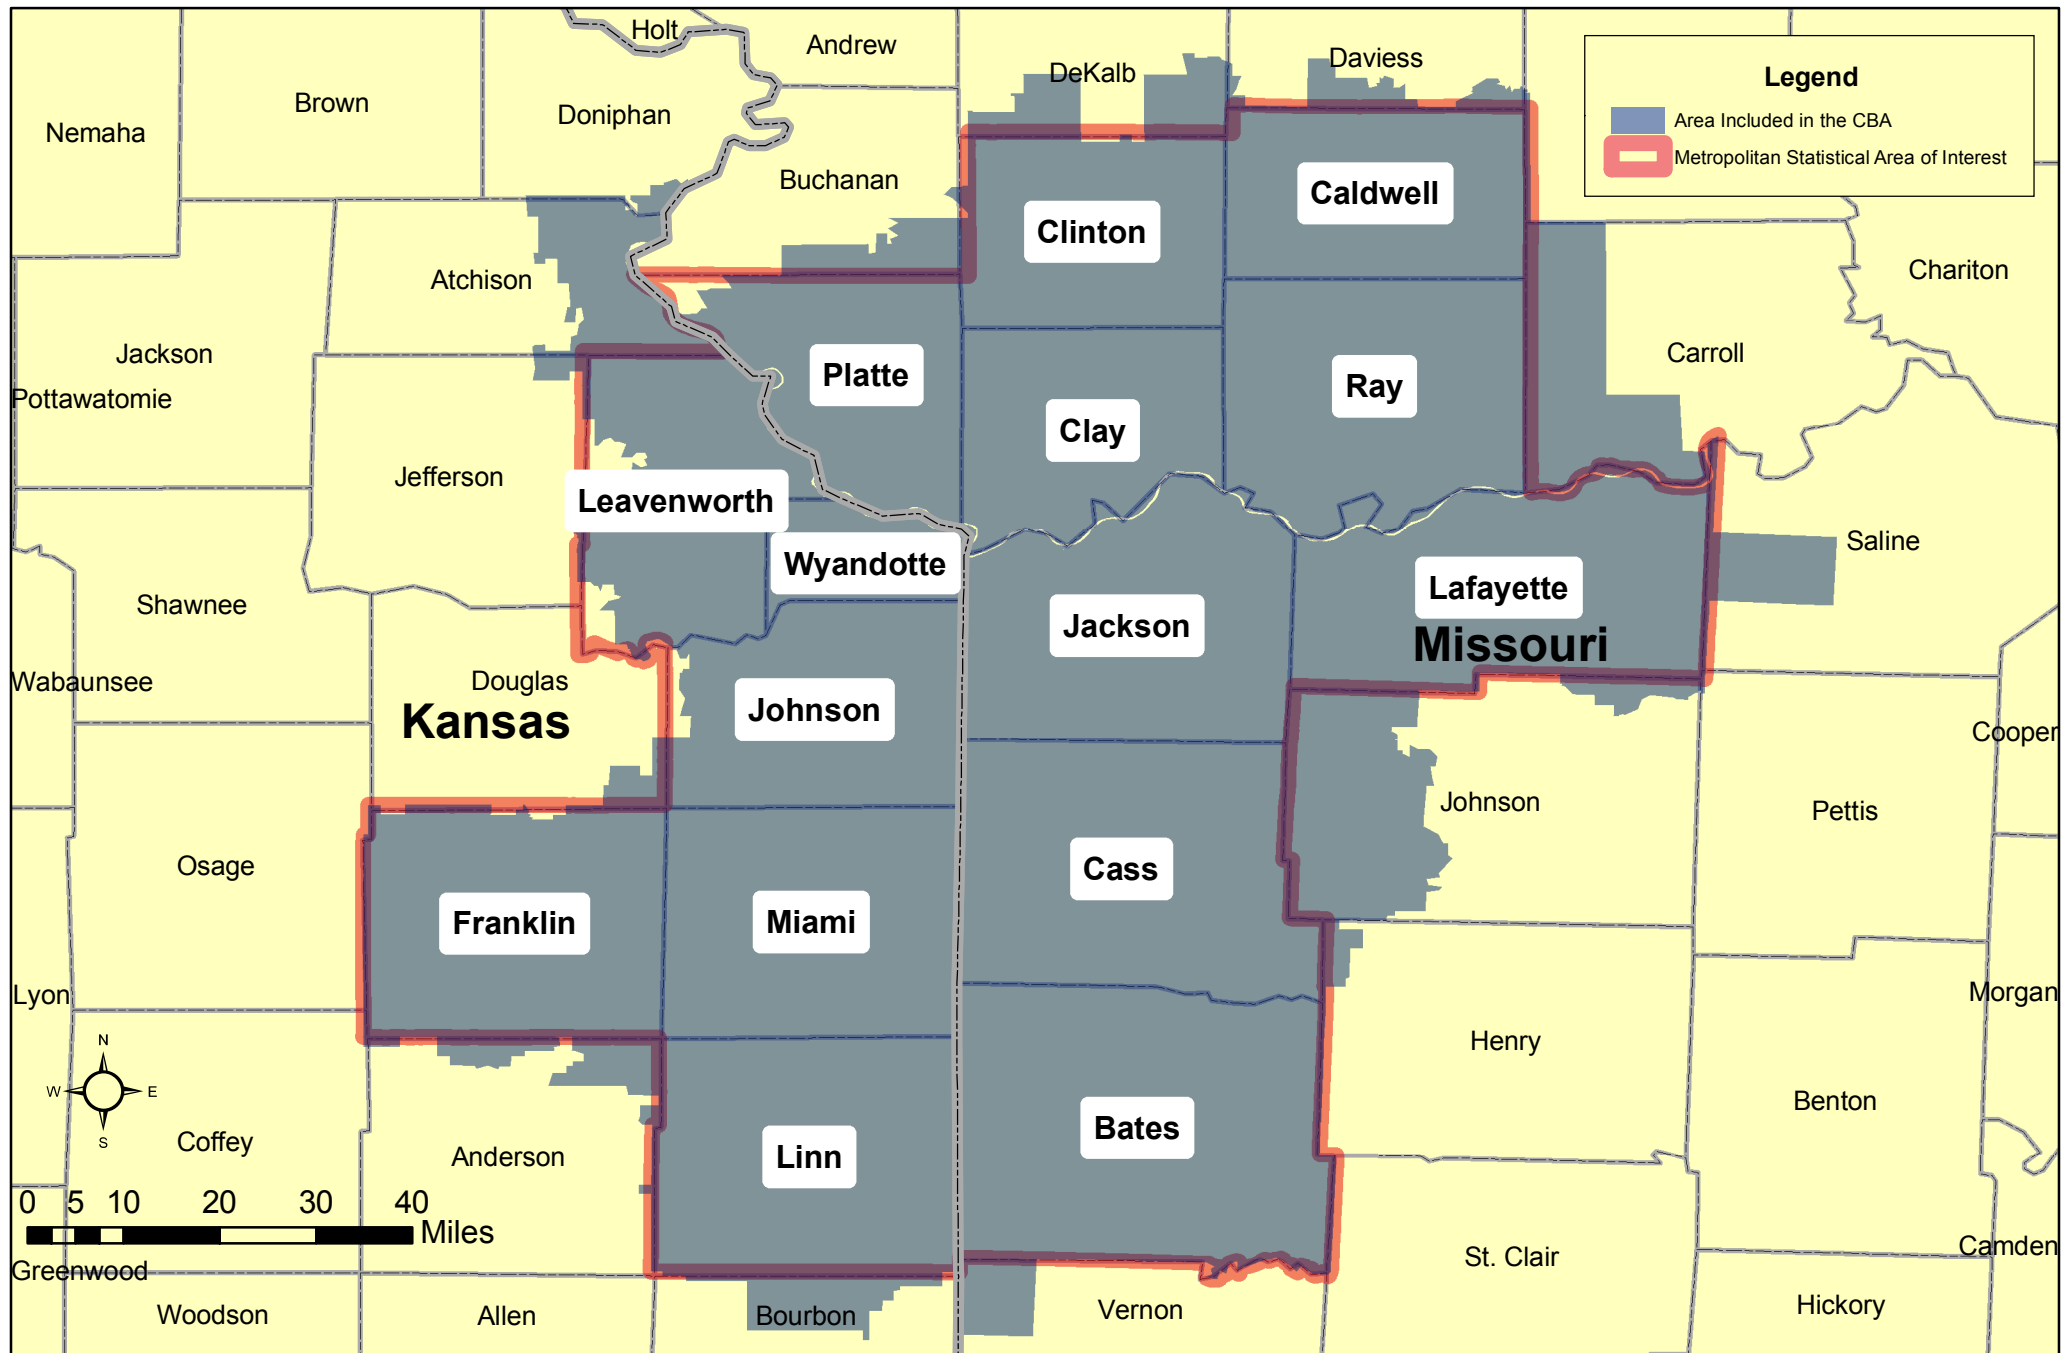 Holt
Andrew
DeKalb
Daviess
Legend
Area Included in the CBA
Metropolitan Statistical Area of Interest
Nemaha
Brown
Doniphan
Buchanan
Clinton
Caldwell
Atchison
Chariton
Jackson
Pottawatomie
Platte
Clay
Ray
Carroll
Jefferson
Leavenworth
Wyandotte
Lafayette
Saline
Shawnee
Jackson
Missouri
Wabaunsee
Douglas
Kansas
Johnson
Cooper
Johnson
Pettis
Osage
Cass
Franklin
Miami
Lyon
Morgan
Henry
N
W E
S
Coffey
Anderson
Linn
Bates
Benton
0 5 10 20 30 40
Miles
Greenwood
St. Clair
Camden
Woodson
Allen
Bourbon
Vernon
Hickory